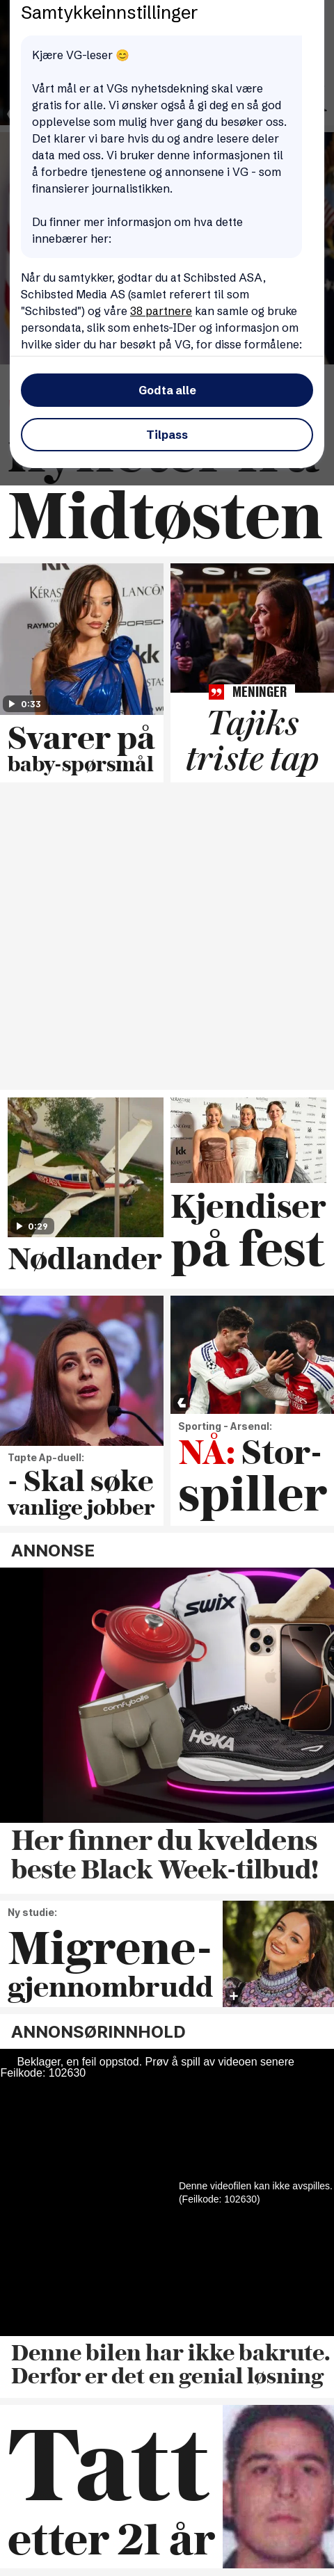 Samtykkeinnstillinger
Kjære VG-leser 😊
Vårt mål er at VGs nyhetsdekning skal være
gratis for alle. Vi ønsker også å gi deg en så god
opplevelse som mulig hver gang du besøker oss.
Det klarer vi bare hvis du og andre lesere deler
data med oss. Vi bruker denne informasjonen til
å forbedre tjenestene og annonsene i VG - som
finansierer journalistikken.
Du finner mer informasjon om hva dette
innebærer her:
Når du samtykker, godtar du at Schibsted ASA,
Schibsted Media AS (samlet referert til som
"Schibsted") og våre 38 partnere kan samle og bruke
persondata, slik som enhets-IDer og informasjon om
hvilke sider du har besøkt på VG, for disse formålene:
Godta alle
Tilpass
Midtøsten
0:33
Svarer på
baby-spørsmål
MENINGER
Tajiks
triste tap
0:29
Nødlander
Kjendiser
på fest
Tapte Ap-duell:
- Skal søke
vanlige jobber
Sporting - Arsenal:
NÅ: Stor-
spiller
ANNONSE
SWIX
comfyballs
HOKA
Her finner du kveldens
beste Black Week-tilbud!
Ny studie:
Migrene-
gjennombrudd
ANNONSØRINNHOLD
Beklager, en feil oppstod. Prøv å spill av videoen senere
Feilkode: 102630
Denne videofilen kan ikke avspilles.
(Feilkode: 102630)
Denne bilen har ikke bakrute.
Derfor er det en genial løsning
Tatt
etter 21 år